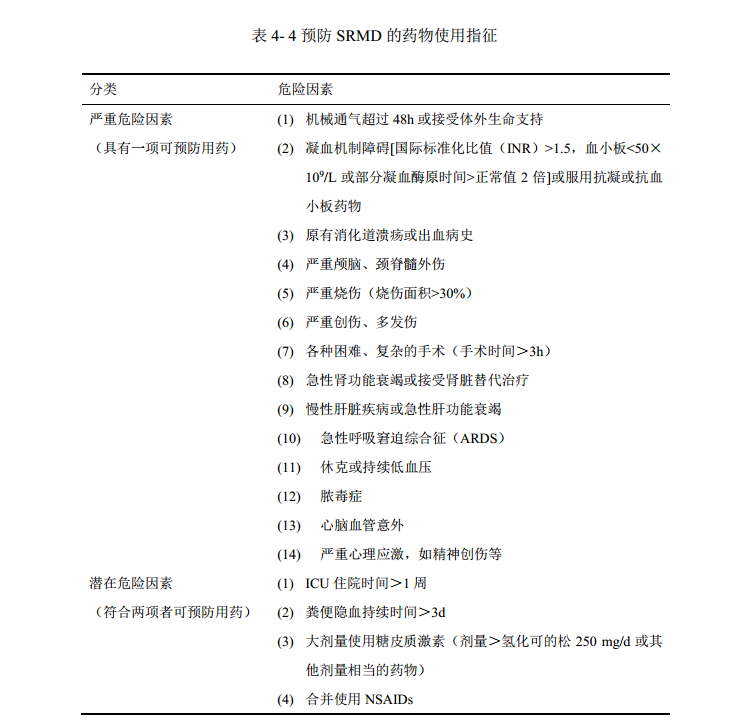 表 4- 4 预防 SRMD 的药物使用指征
分类 危险因素
严重危险因素 (1) 机械通气超过 48h 或接受体外生命支持
（具有一项可预防用药） (2) 凝血机制障碍[国际标准化比值（INR）>1.5，血小板<50×
10⁹/L 或部分凝血酶原时间>正常值 2 倍]或服用抗凝或抗血
小板药物
(3) 原有消化道溃疡或出血病史
(4) 严重颅脑、颈脊髓外伤
(5) 严重烧伤（烧伤面积>30%）
(6) 严重创伤、多发伤
(7) 各种困难、复杂的手术（手术时间＞3h）
(8) 急性肾功能衰竭或接受肾脏替代治疗
(9) 慢性肝脏疾病或急性肝功能衰竭
(10) 急性呼吸窘迫综合征（ARDS）
(11) 休克或持续低血压
(12) 脓毒症
(13) 心脑血管意外
(14) 严重心理应激，如精神创伤等
潜在危险因素 (1) ICU 住院时间＞1 周
（符合两项者可预防用药） (2) 粪便隐血持续时间＞3d
(3) 大剂量使用糖皮质激素（剂量＞氢化可的松 250 mg/d 或其
他剂量相当的药物）
(4) 合并使用 NSAIDs